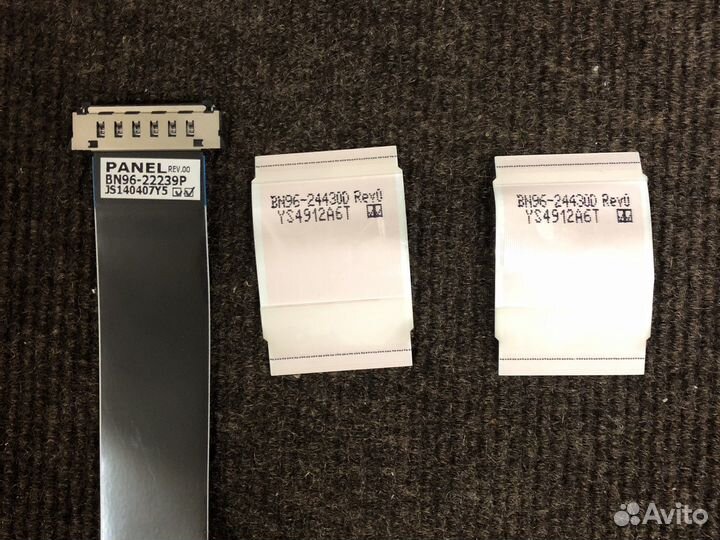 PANEL REV.00
BN96-22239P
JS140407Y5
BN96-24430D Rev0
YS4912A6T
BN96-24430D Rev0
YS4912A6T
Avito